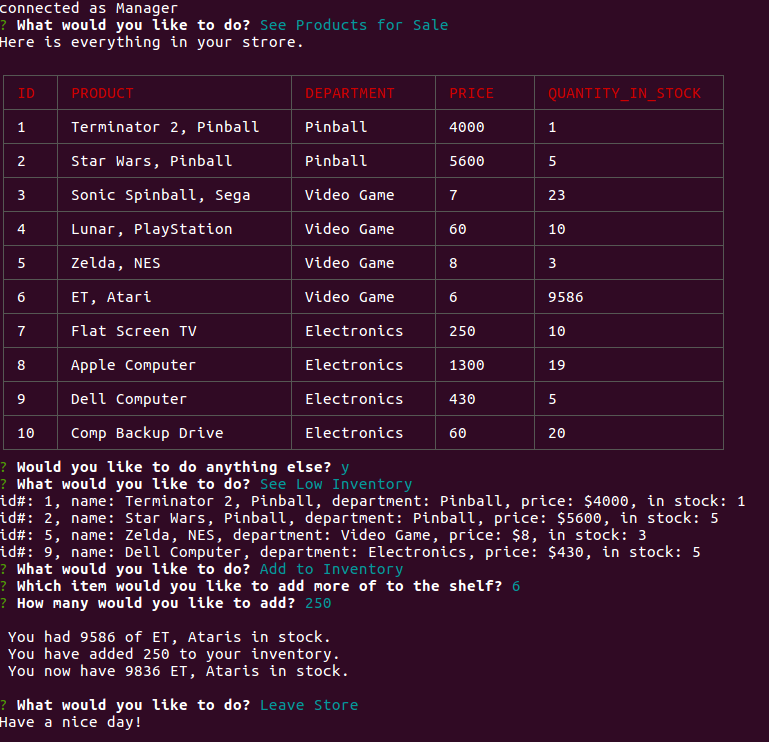 connected as Manager
? What would you like to do? See Products for Sale
Here is everything in your strore.
ID PRODUCT DEPARTMENT PRICE QUANTITY_IN_STOCK
1 Terminator 2, Pinball Pinball 4000 1
2 Star Wars, Pinball Pinball 5600 5
3 Sonic Spinball, Sega Video Game 7 23
4 Lunar, PlayStation Video Game 60 10
5 Zelda, NES Video Game 8 3
6 ET, Atari Video Game 6 9586
7 Flat Screen TV Electronics 250 10
8 Apple Computer Electronics 1300 19
9 Dell Computer Electronics 430 5
10 Comp Backup Drive Electronics 60 20
? Would you like to do anything else? y
? What would you like to do? See Low Inventory
id#: 1, name: Terminator 2, Pinball, department: Pinball, price: $4000, in stock: 1
id#: 2, name: Star Wars, Pinball, department: Pinball, price: $5600, in stock: 5
id#: 5, name: Zelda, NES, department: Video Game, price: $8, in stock: 3
id#: 9, name: Dell Computer, department: Electronics, price: $430, in stock: 5
? What would you like to do? Add to Inventory
? Which item would you like to add more of to the shelf? 6
? How many would you like to add? 250
You had 9586 of ET, Ataris in stock.
You have added 250 to your inventory.
You now have 9836 ET, Ataris in stock.
? What would you like to do? Leave Store
Have a nice day!